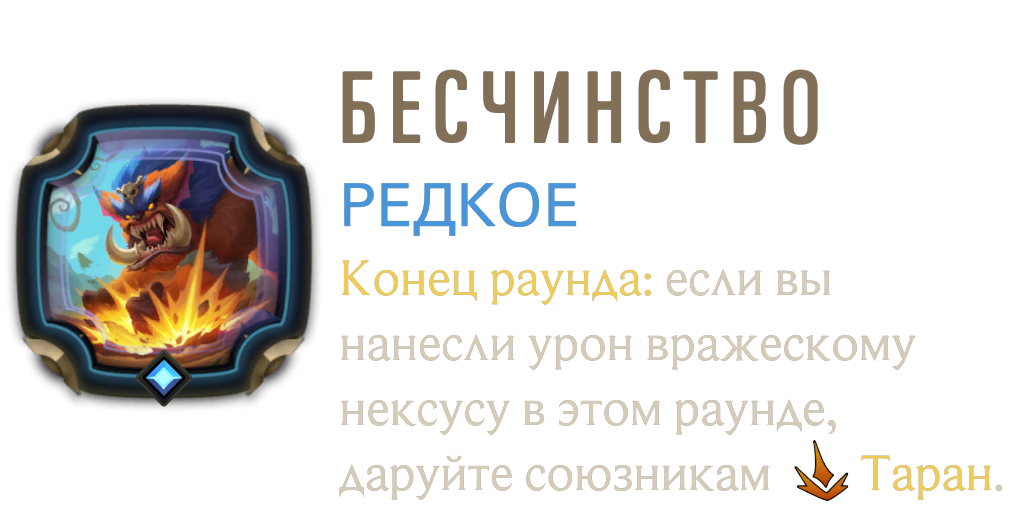 БЕСЧИНСТВО
РЕДКОЕ
Конец раунда: если вы
нанесли урон вражескому
нексусу в этом раунде,
даруйте союзникам Таран.